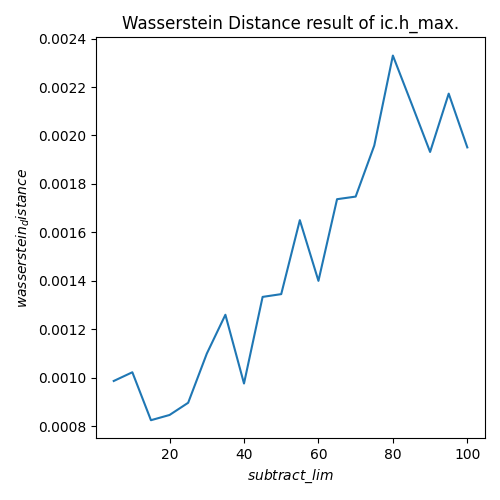 Wasserstein Distance result of ic.h_max.
0.0024
0.0022
0.0020
0.0018
0.0016
0.0014
0.0012
0.0010
0.0008
wasserstein_distance
20 40 60 80 100
subtract_lim